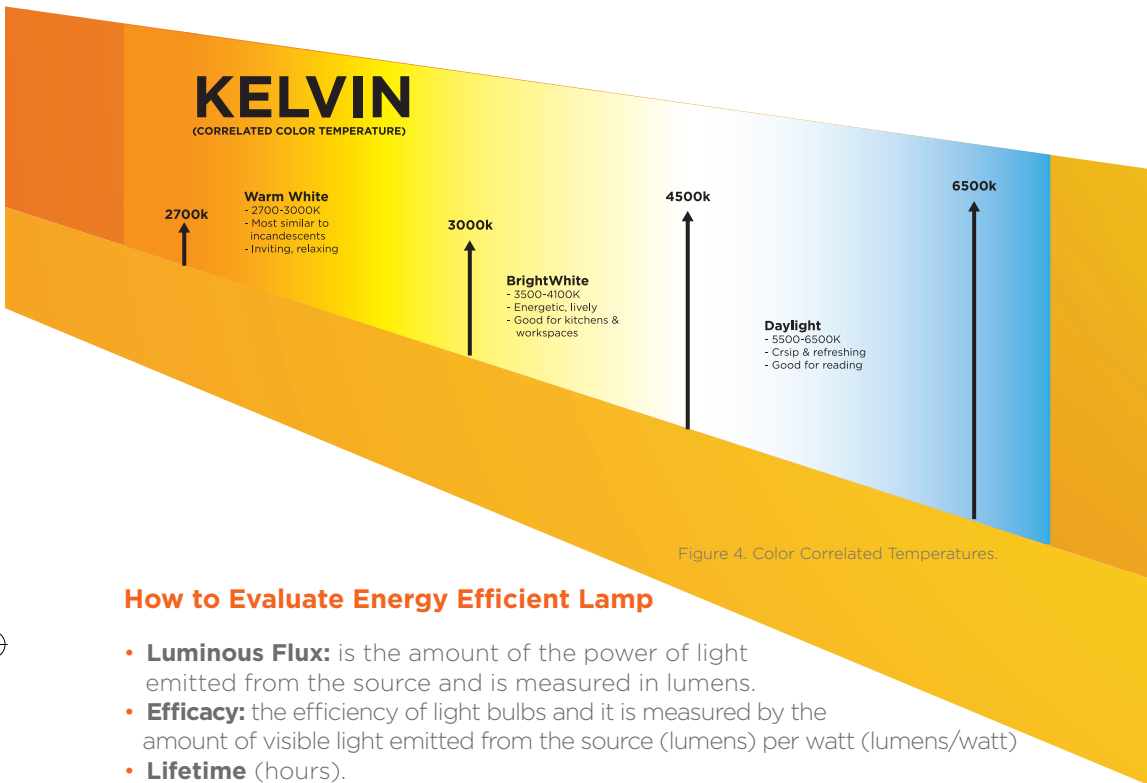 KELVIN
(CORRELATED COLOR TEMPERATURE)
2700k
Warm White
- 2700-3000K
- Most similar to
incandescents
- Inviting, relaxing
3000k
BrightWhite
- 3500-4100K
- Energetic, lively
- Good for kitchens &
workspaces
4500k
Daylight
- 5500-6500K
- Crsip & refreshing
- Good for reading
6500k
Figure 4. Color Correlated Temperatures.
How to Evaluate Energy Efficient Lamp
• Luminous Flux: is the amount of the power of light
emitted from the source and is measured in lumens.
• Efficacy: the efficiency of light bulbs and it is measured by the
amount of visible light emitted from the source (lumens) per watt (lumens/watt)
• Lifetime (hours).